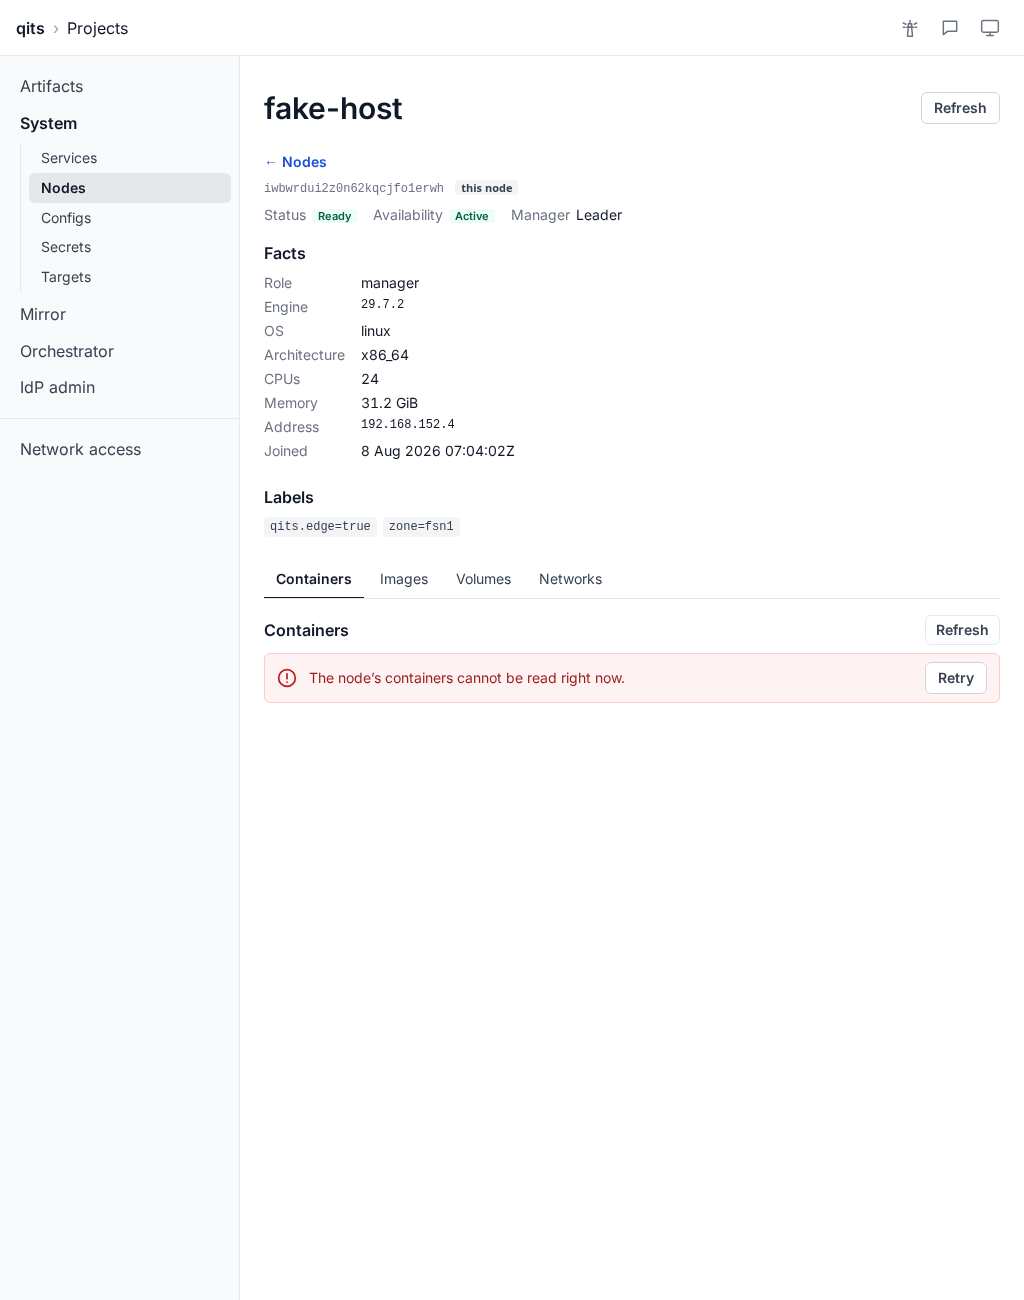 qits › Projects
Artifacts
System
Services
Nodes
Configs
Secrets
Targets
Mirror
Orchestrator
IdP admin
Network access
fake-host
Refresh
← Nodes
iwbwrdui2z0n62kqcjfo1erwh this node
Status Ready Availability Active Manager Leader
Facts
Role manager
Engine 29.7.2
OS linux
Architecture x86_64
CPUs 24
Memory 31.2 GiB
Address 192.168.152.4
Joined 8 Aug 2026 07:04:02Z
Labels
qits.edge=true zone=fsn1
Containers Images Volumes Networks
Containers Refresh
The node’s containers cannot be read right now. Retry